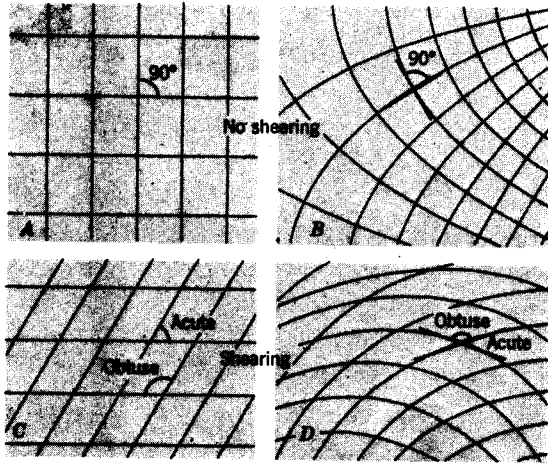 90°
90°
No shearing
A
B
Acute
Obtuse
Shearing
Obtuse
Acute
C
D